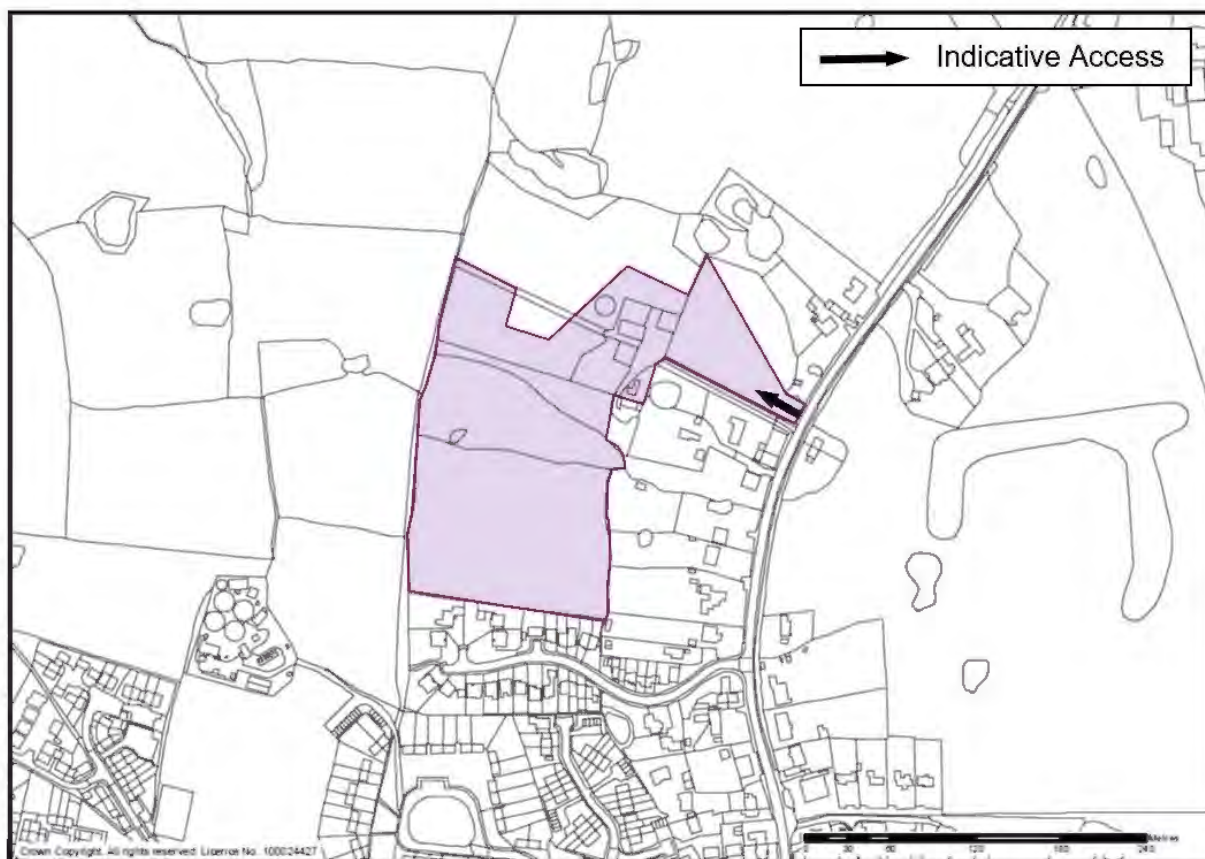 Indicative Access
Metres
0 30 60 120 180 240
Crown Copyright. All rights reserved. Licence No. 100024427